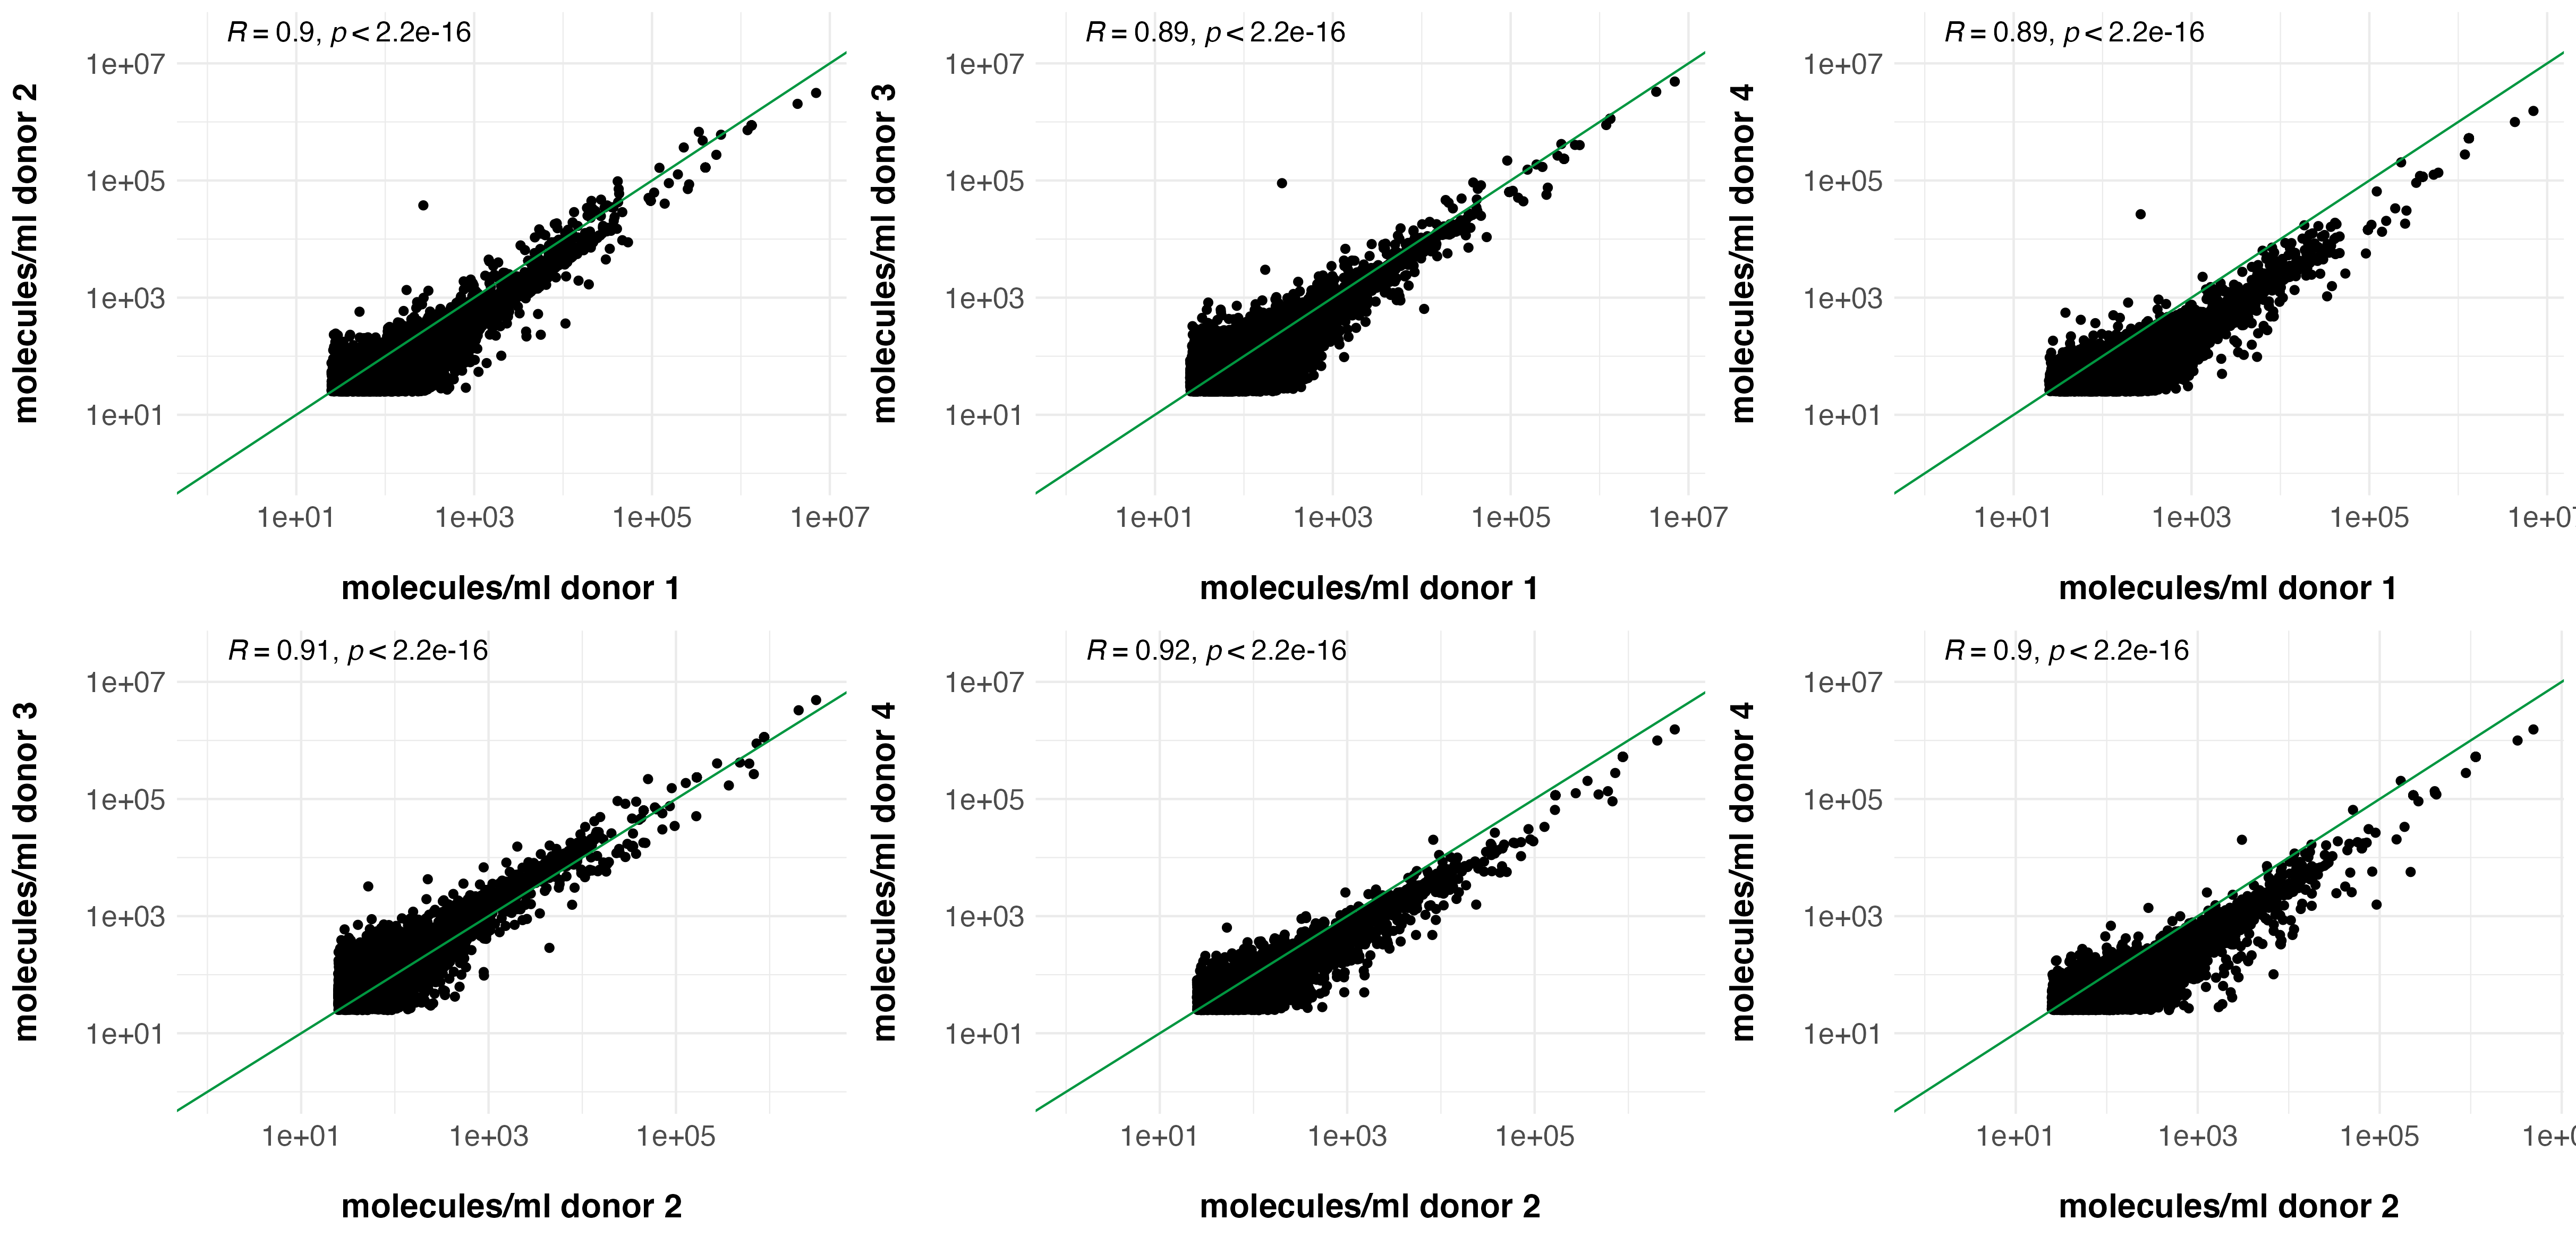 R = 0.9, p < 2.2e-16
1e+07
1e+05
1e+03
1e+01
molecules/ml donor 2
1e+01 1e+03 1e+05 1e+07
molecules/ml donor 1
R = 0.89, p < 2.2e-16
1e+07
1e+05
1e+03
1e+01
molecules/ml donor 3
1e+01 1e+03 1e+05 1e+07
molecules/ml donor 1
R = 0.89, p < 2.2e-16
1e+07
1e+05
1e+03
1e+01
molecules/ml donor 4
1e+01 1e+03 1e+05
molecules/ml donor 1
R = 0.91, p < 2.2e-16
1e+07
1e+05
1e+03
1e+01
molecules/ml donor 3
1e+01 1e+03 1e+05
molecules/ml donor 2
R = 0.92, p < 2.2e-16
1e+07
1e+05
1e+03
1e+01
molecules/ml donor 4
1e+01 1e+03 1e+05
molecules/ml donor 2
R = 0.9, p < 2.2e-16
1e+07
1e+05
1e+03
1e+01
molecules/ml donor 4
1e+01 1e+03 1e+05
molecules/ml donor 2